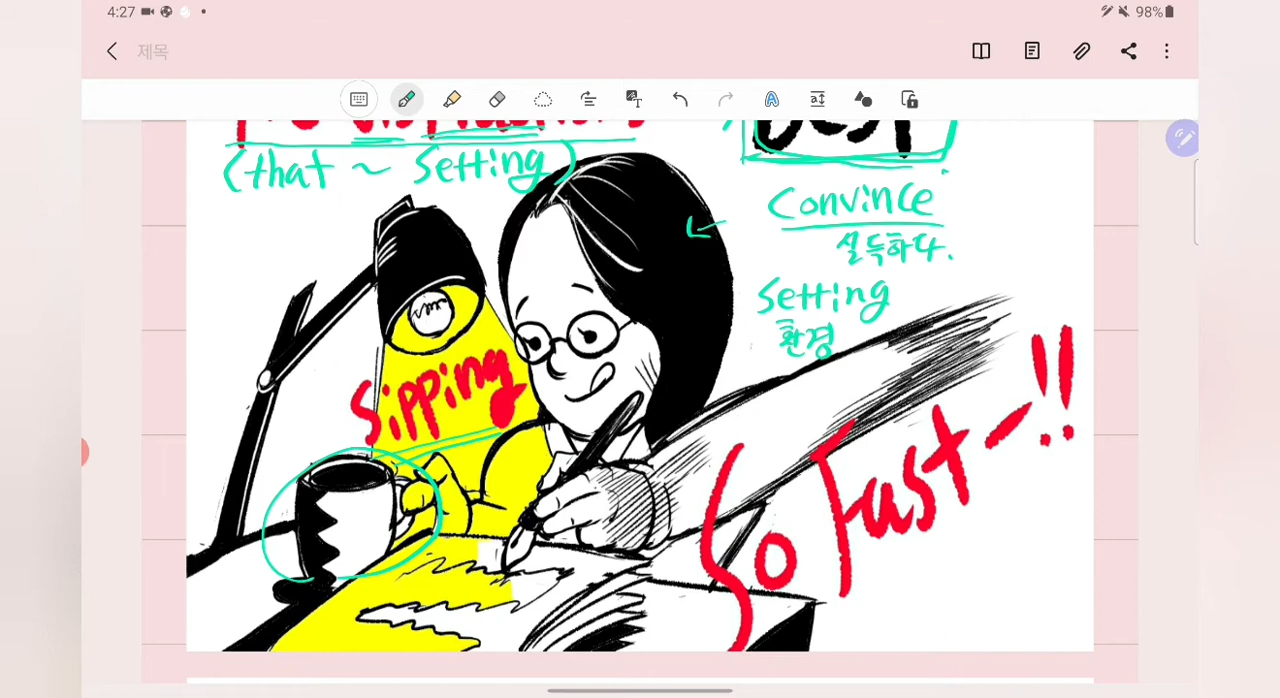 4:27
98%
제목
(that ~ Setting)
Convince
설득하다.
Setting
환경
Sipping
So Fast~!!